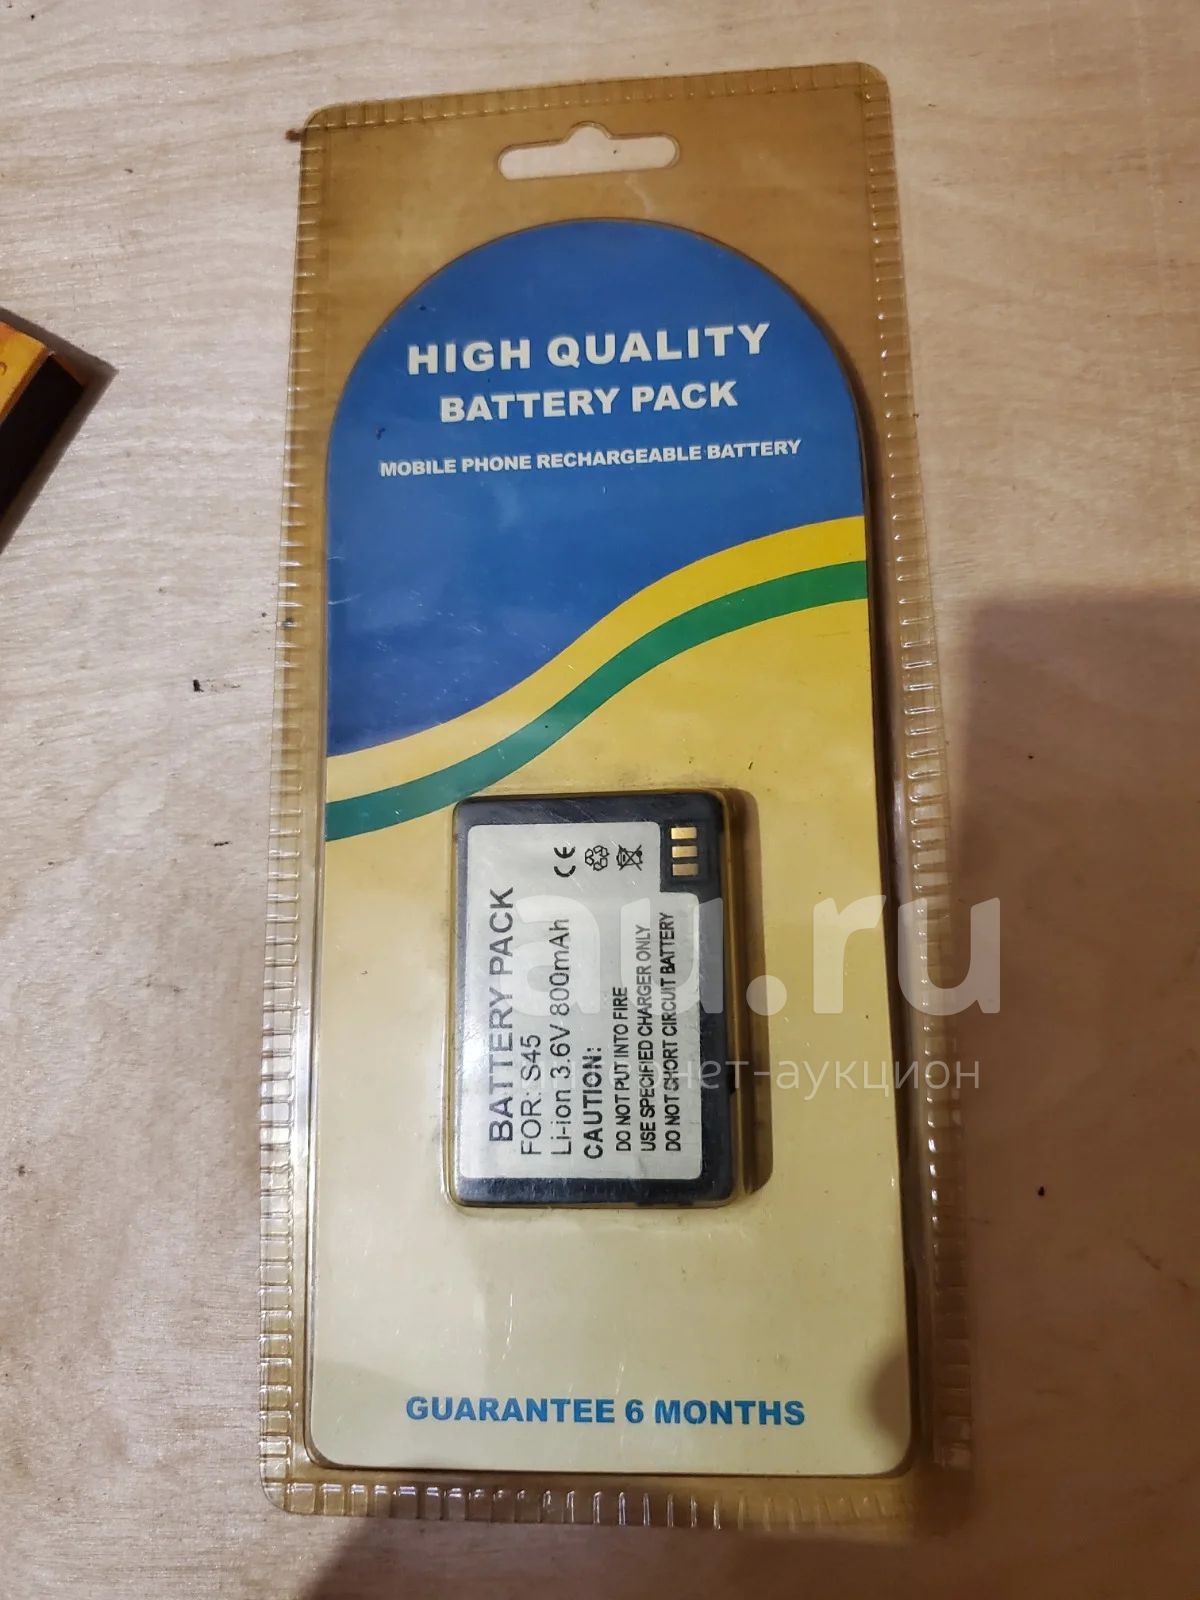 HIGH QUALITY
BATTERY PACK
MOBILE PHONE RECHARGEABLE BATTERY
BATTERY PACK
FOR: S45
Li-ion 3.6V 800mAh
CAUTION:
DO NOT PUT INTO FIRE
USE SPECIFIED CHARGER ONLY
DO NOT SHORT CIRCUIT BATTERY
CE
au.ru
интернет-аукцион
GUARANTEE 6 MONTHS